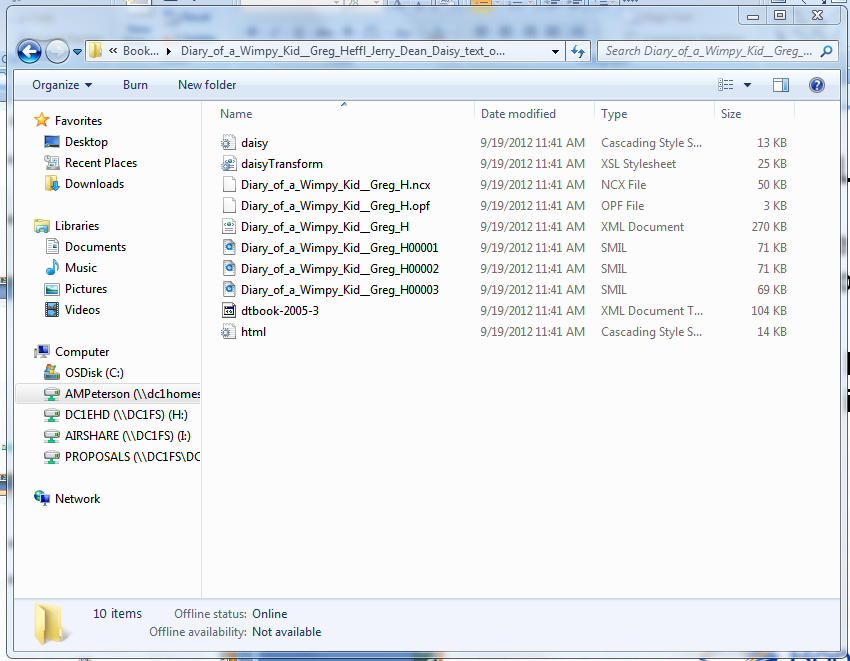 « Book... ▸ Diary_of_a_Wimpy_Kid__Greg_Heffl_Jerry_Dean_Daisy_text_o... Search Diary_of_a_Wimpy_Kid__Greg_...
Organize Burn New folder
Favorites
Desktop
Recent Places
Downloads
Libraries
Documents
Music
Pictures
Videos
Computer
OSDisk (C:)
AMPeterson (\\dc1homes
DC1EHD (\\DC1FS) (H:)
AIRSHARE (\\DC1FS) (I:)
PROPOSALS (\\DC1FS\DC
Network
Name Date modified Type Size
daisy 9/19/2012 11:41 AM Cascading Style S... 13 KB
daisyTransform 9/19/2012 11:41 AM XSL Stylesheet 25 KB
Diary_of_a_Wimpy_Kid__Greg_H.ncx 9/19/2012 11:41 AM NCX File 50 KB
Diary_of_a_Wimpy_Kid__Greg_H.opf 9/19/2012 11:41 AM OPF File 3 KB
Diary_of_a_Wimpy_Kid__Greg_H 9/19/2012 11:41 AM XML Document 270 KB
Diary_of_a_Wimpy_Kid__Greg_H00001 9/19/2012 11:41 AM SMIL 71 KB
Diary_of_a_Wimpy_Kid__Greg_H00002 9/19/2012 11:41 AM SMIL 71 KB
Diary_of_a_Wimpy_Kid__Greg_H00003 9/19/2012 11:41 AM SMIL 69 KB
dtbook-2005-3 9/19/2012 11:41 AM XML Document T... 104 KB
html 9/19/2012 11:41 AM Cascading Style S... 14 KB
10 items Offline status: Online
Offline availability: Not available